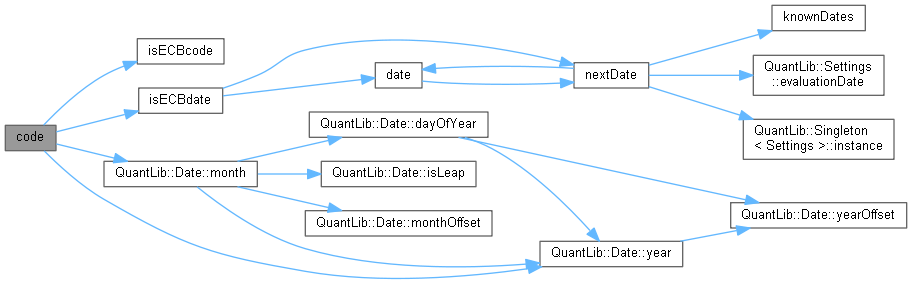 code
isECBcode
isECBdate
QuantLib::Date::month
date
QuantLib::Date::dayOfYear
QuantLib::Date::isLeap
QuantLib::Date::monthOffset
nextDate
QuantLib::Date::year
knownDates
QuantLib::Settings
::evaluationDate
QuantLib::Singleton
< Settings >::instance
QuantLib::Date::yearOffset